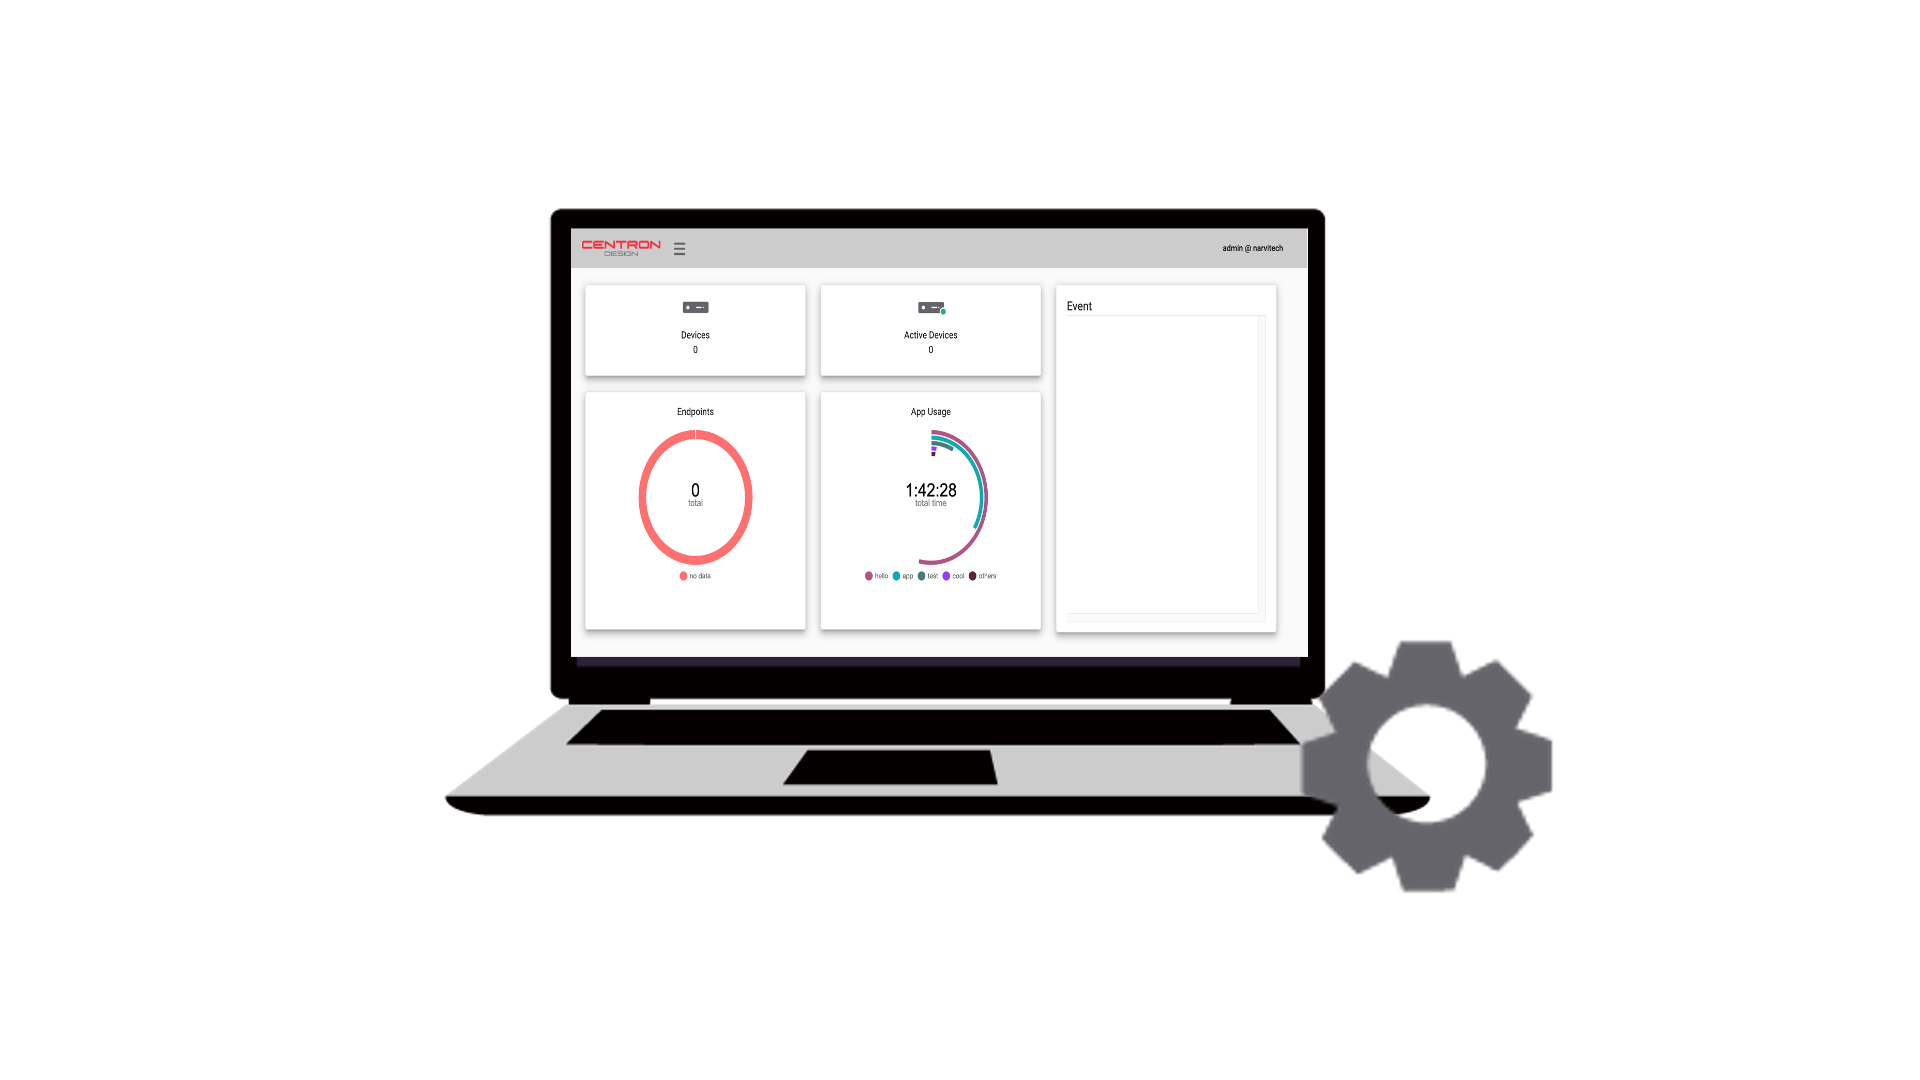 CENTRON
DESIGN
admin @ narvitech
Devices
0
Active Devices
0
Event
Endpoints
0
total
no data
App Usage
1:42:28
total time
hello app test cool others